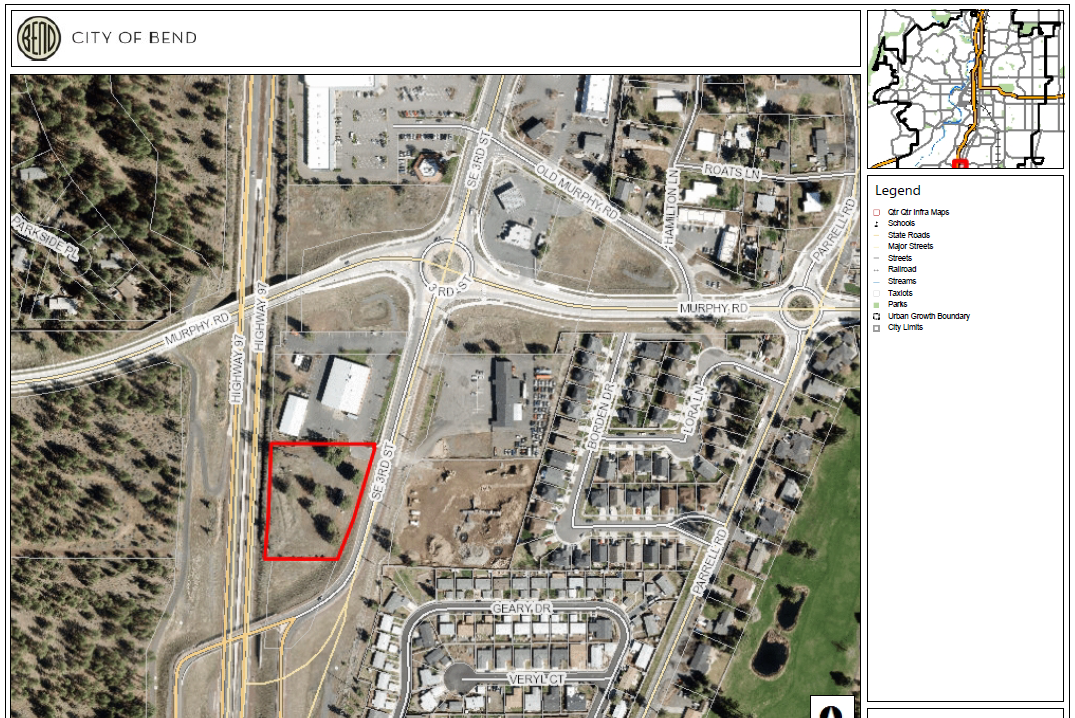 BEND
CITY OF BEND
SE 3RD ST
OLD MURPHY RD
HAMILTON LN
ROATS LN
PARRELL RD
PARKSIDE PL
3 RD ST
MURPHY RD
MURPHY RD
HIGHWAY 97
HIGHWAY 97
BORDEN DR
LORA LN
SE 3RD ST
PARRELL RD
GEARY DR
VERYL CT
Legend
Qtr Qtr Infra Maps
Schools
State Roads
Major Streets
Streets
Railroad
Streams
Taxlots
Parks
Urban Growth Boundary
City Limits